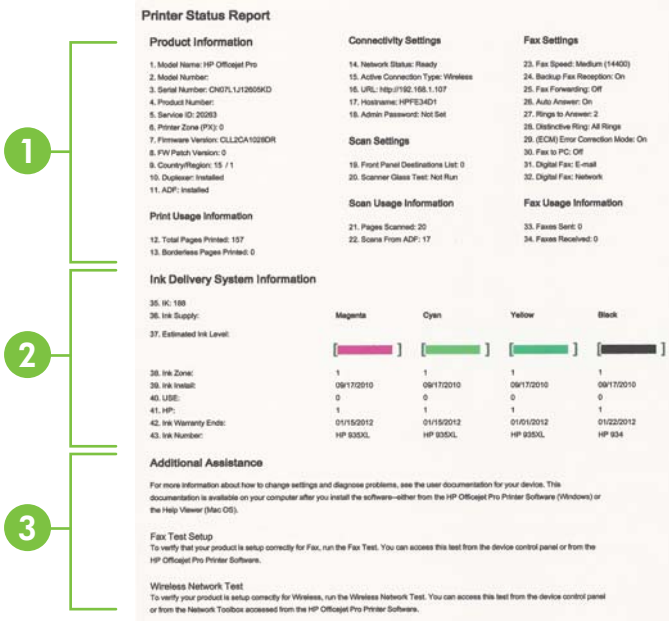 Printer Status Report
Product Information
1. Model Name: HP Officejet Pro
2. Model Number:
3. Serial Number: CN07L1J12605KD
4. Product Number:
5. Service ID: 20263
6. Printer Zone (PX): 0
7. Firmware Version: CLL2CA1026DR
8. FW Patch Version: 0
9. Country/Region: 15 / 1
10. Duplexer: Installed
11. ADF: Installed
Print Usage Information
12. Total Pages Printed: 157
13. Borderless Pages Printed: 0
Connectivity Settings
14. Network Status: Ready
15. Active Connection Type: Wireless
16. URL: http://192.168.1.107
17. Hostname: HPFE34D1
18. Admin Password: Not Set
Scan Settings
19. Front Panel Destinations List: 0
20. Scanner Glass Test: Not Run
Scan Usage Information
21. Pages Scanned: 20
22. Scans From ADF: 17
Fax Settings
23. Fax Speed: Medium (14400)
24. Backup Fax Reception: On
25. Fax Forwarding: Off
26. Auto Answer: On
27. Rings to Answer: 2
28. Distinctive Ring: All Rings
29. (ECM) Error Correction Mode: On
30. Fax to PC: Off
31. Digital Fax: E-mail
32. Digital Fax: Network
Fax Usage Information
33. Faxes Sent: 0
34. Faxes Received: 0
1
Ink Delivery System Information
35. IK: 188
36. Ink Supply: Magenta Cyan Yellow Black
37. Estimated Ink Level:
[ ] [ ] [ ] [ ]
38. Ink Zone: 1 1 1 1
39. Ink Install: 09/17/2010 09/17/2010 09/17/2010 09/17/2010
40. USE: 0 0 0 0
41. HP: 1 1 1 1
42. Ink Warranty Ends: 01/15/2012 01/15/2012 01/01/2012 01/22/2012
43. Ink Number: HP 935XL HP 935XL HP 935XL HP 934
2
Additional Assistance
For more information about how to change settings and diagnose problems, see the user documentation for your device. This
documentation is available on your computer after you install the software--either from the HP Officejet Pro Printer Software (Windows) or
the Help Viewer (Mac OS).
Fax Test Setup
To verify that your product is setup correctly for Fax, run the Fax Test. You can access this test from the device control panel or from the
HP Officejet Pro Printer Software.
Wireless Network Test
To verify your product is setup correctly for Wireless, run the Wireless Network Test. You can access this test from the device control panel
or from the Network Toolbox accessed from the HP Officejet Pro Printer Software.
3